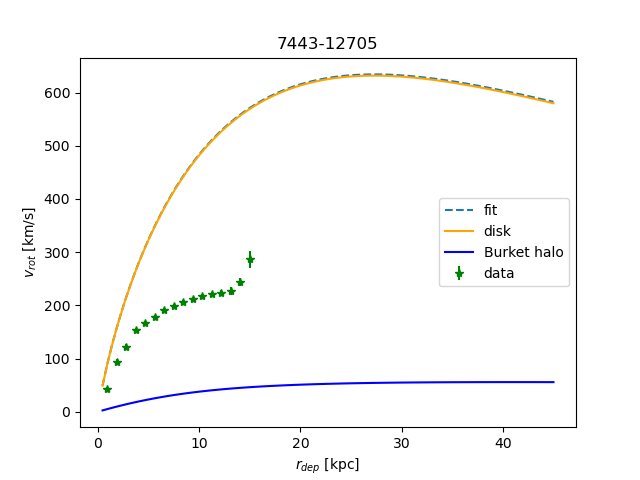 7443-12705
600
500
400
300
200
100
0
v_rot [km/s]
fit
disk
Burket halo
data
0 10 20 30 40
r_dep [kpc]